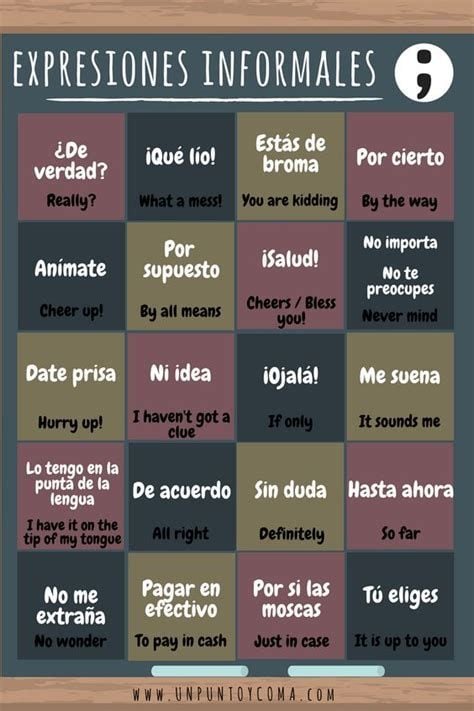 EXPRESIONES INFORMALES ;
¿De
verdad?
Really?
¡Qué lío!
What a mess!
Estás de
broma
You are kidding
Por cierto
By the way
Anímate
Cheer up!
Por
supuesto
By all means
¡Salud!
Cheers / Bless
you!
No importa
No te
preocupes
Never mind
Date prisa
Hurry up!
Ni idea
I haven't got a
clue
¡Ojalá!
If only
Me suena
It sounds me
Lo tengo en la
punta de la
lengua
I have it on the
tip of my tongue
De acuerdo
All right
Sin duda
Definitely
Hasta ahora
So far
No me
extraña
No wonder
Pagar en
efectivo
To pay in cash
Por si las
moscas
Just in case
Tú eliges
It is up to you
WWW.UNPUNTOYCOMA.COM